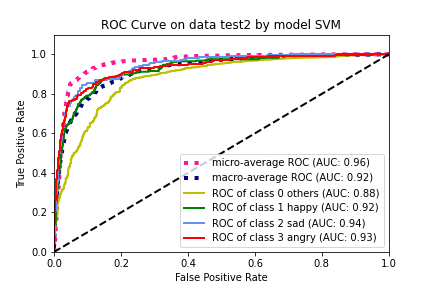 ROC Curve on data test2 by model SVM
True Positive Rate
1.0
0.8
0.6
0.4
0.2
0.0
micro-average ROC (AUC: 0.96)
macro-average ROC (AUC: 0.92)
ROC of class 0 others (AUC: 0.88)
ROC of class 1 happy (AUC: 0.92)
ROC of class 2 sad (AUC: 0.94)
ROC of class 3 angry (AUC: 0.93)
0.0 0.2 0.4 0.6 0.8 1.0
False Positive Rate